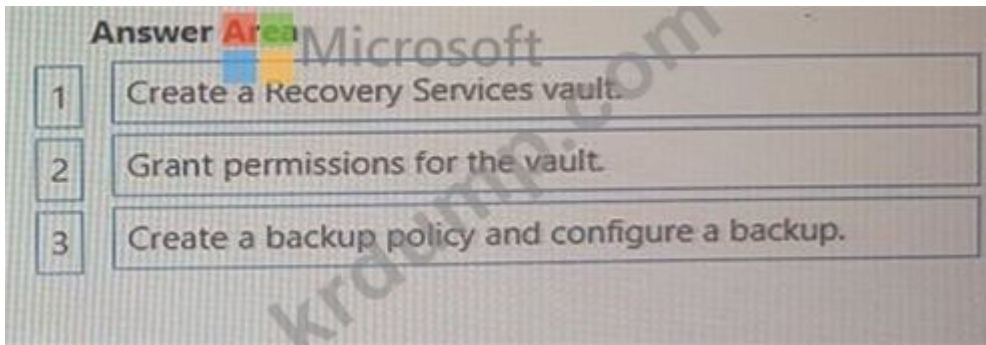 Answer Area
Microsoft
1 Create a Recovery Services vault.
2 Grant permissions for the vault.
3 Create a backup policy and configure a backup.
krdump.com